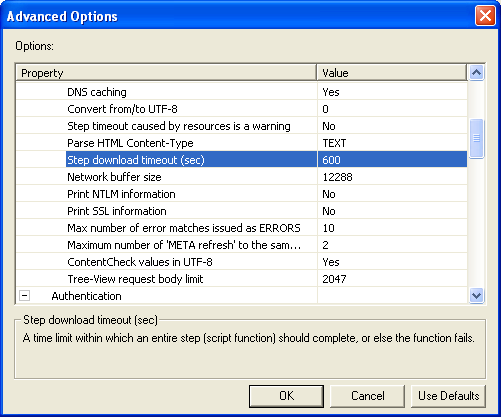 Advanced Options
Options:
Property Value
DNS caching Yes
Convert from/to UTF-8 0
Step timeout caused by resources is a warning No
Parse HTML Content-Type TEXT
Step download timeout (sec) 600
Network buffer size 12288
Print NTLM information No
Print SSL information No
Max number of error matches issued as ERRORS 10
Maximum number of 'META refresh' to the sam... 2
ContentCheck values in UTF-8 Yes
Tree-View request body limit 2047
Authentication
Step download timeout (sec)
A time limit within which an entire step (script function) should complete, or else the function fails.
OK Cancel Use Defaults